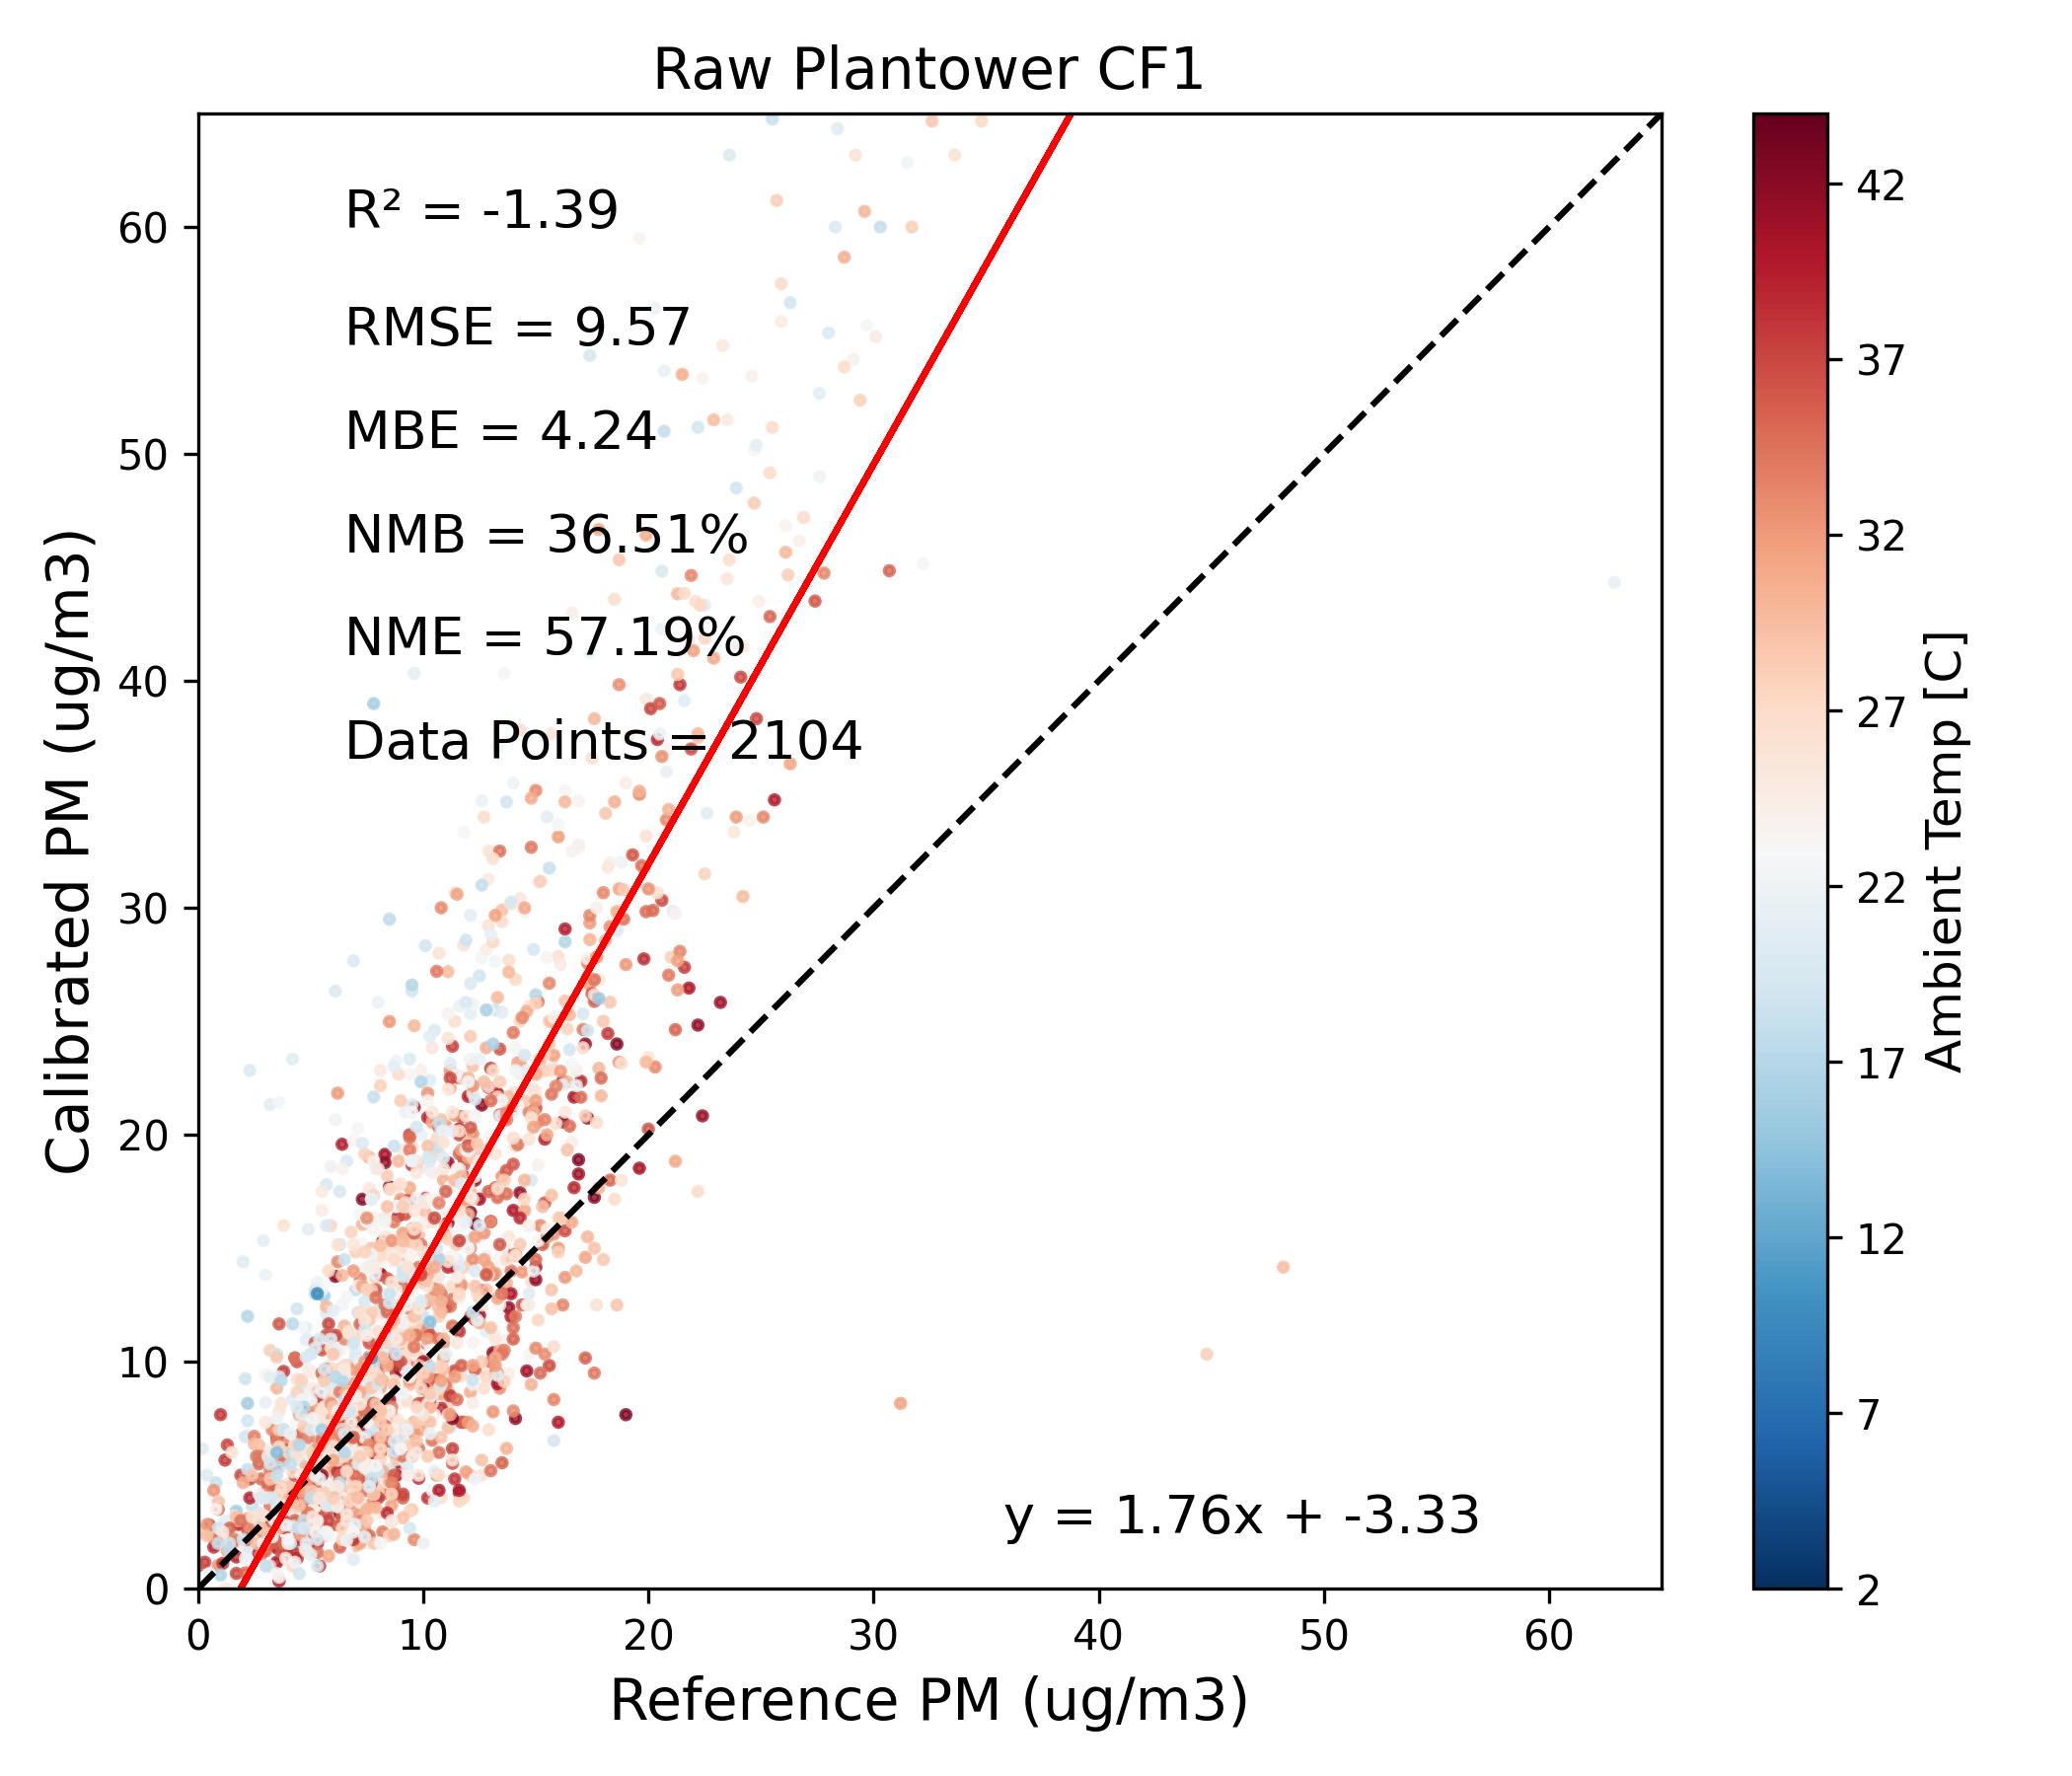 Raw Plantower CF1
R² = -1.39
RMSE = 9.57
MBE = 4.24
NMB = 36.51%
NME = 57.19%
Data Points = 2104
y = 1.76x + -3.33
Calibrated PM (ug/m3)
60
50
40
30
20
10
0
0 10 20 30 40 50 60
Reference PM (ug/m3)
42
37
32
27
22
17
12
7
2
Ambient Temp [C]